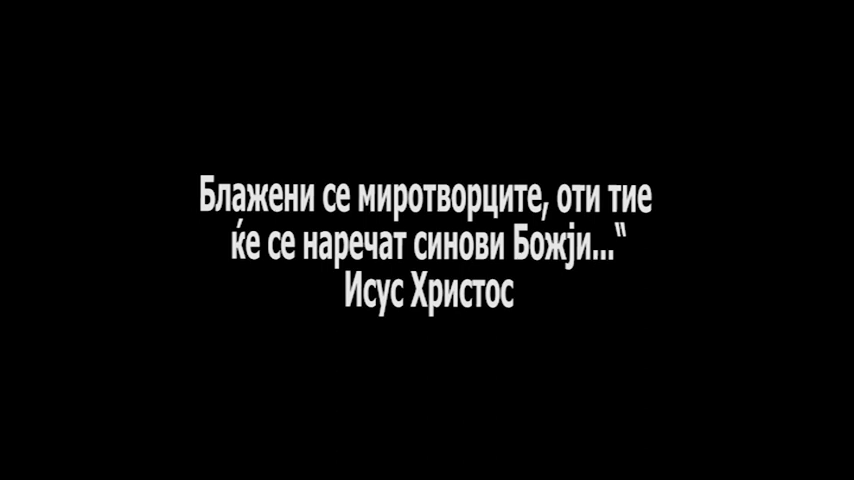 Блажени се миротворците, оти тие
ќе се наречат синови Божји...“
Исус Христос